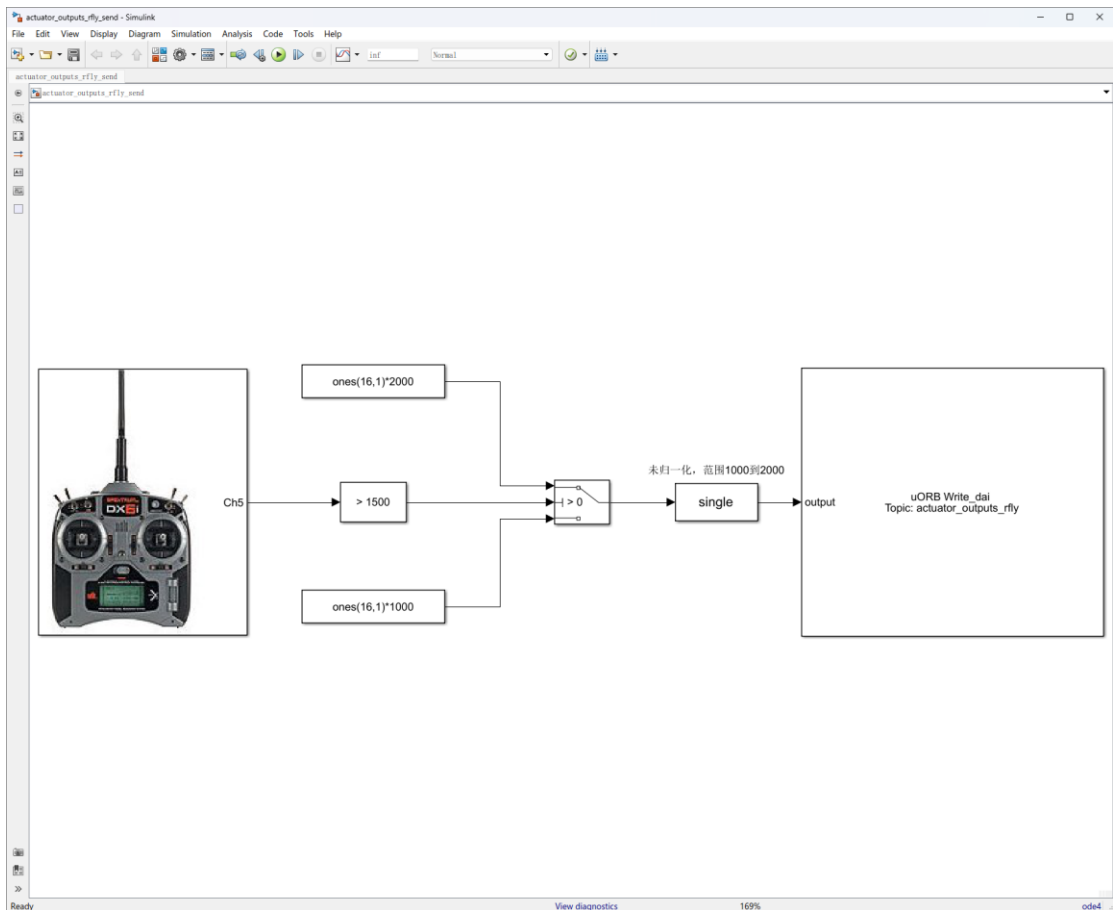 actuator_outputs_rfly_send - Simulink
File Edit View Display Diagram Simulation Analysis Code Tools Help
inf
Normal
actuator_outputs_rfly_send
actuator_outputs_rfly_send
ones(16,1)*2000
未归一化，范围1000到2000
Ch5
> 1500
> 0
single
output
uORB Write_dai
Topic: actuator_outputs_rfly
SPEKTRUM
DX6i
ones(16,1)*1000
Ready
View diagnostics
169%
ode4